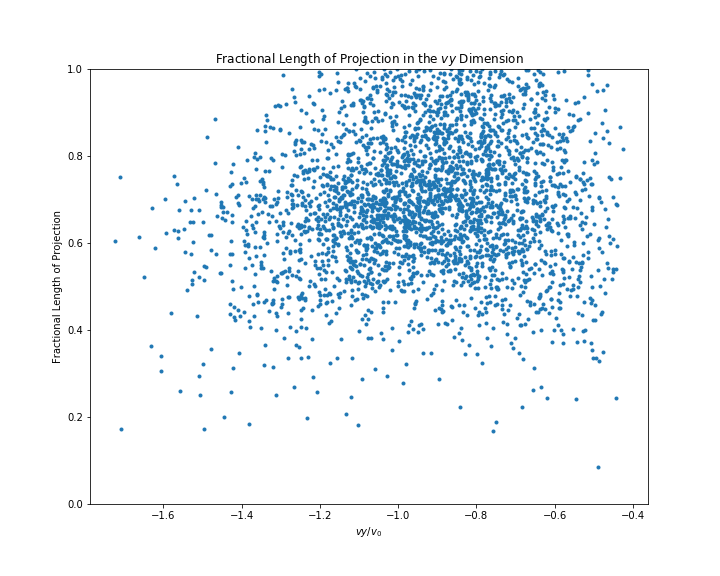 Fractional Length of Projection in the vy Dimension
1.0
0.8
0.6
0.4
0.2
0.0
Fractional Length of Projection
−1.6 −1.4 −1.2 −1.0 −0.8 −0.6 −0.4
vy/v₀